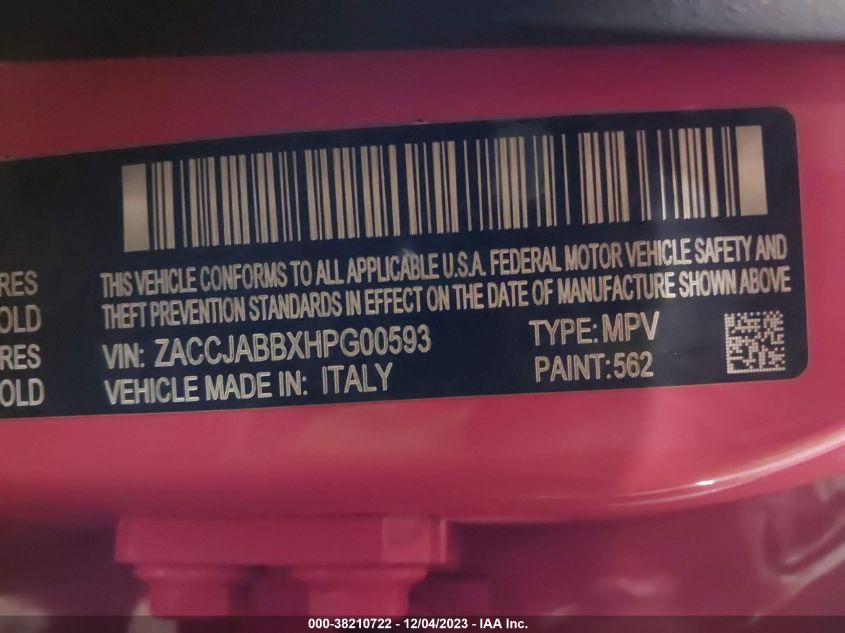 THIS VEHICLE CONFORMS TO ALL APPLICABLE U.S.A. FEDERAL MOTOR VEHICLE SAFETY AND
THEFT PREVENTION STANDARDS IN EFFECT ON THE DATE OF MANUFACTURE SHOWN ABOVE
RES
OLD
RES
OLD
VIN: ZACCJABBXHPG00593 TYPE: MPV
VEHICLE MADE IN: ITALY PAINT:562
000-38210722 - 12/04/2023 - IAA Inc.